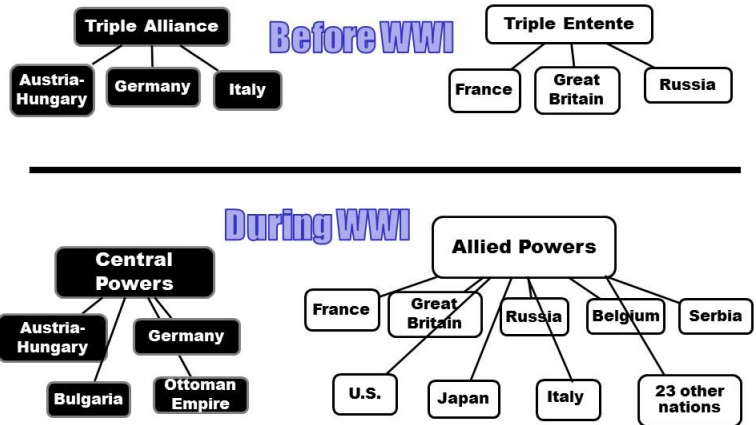 Triple Alliance
Before WWI
Triple Entente
Austria-
Hungary
Germany
Italy
France
Great
Britain
Russia
During WWI
Central
Powers
Allied Powers
Austria-
Hungary
Germany
Bulgaria
Ottoman
Empire
France
Great
Britain
Russia
Belgium
Serbia
U.S.
Japan
Italy
23 other
nations